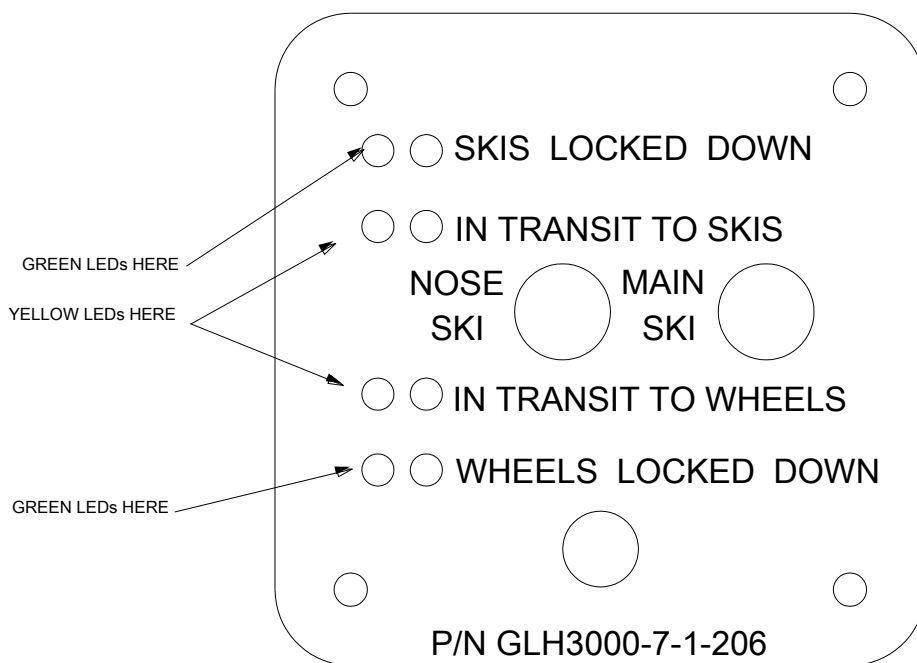 SKIS LOCKED DOWN
IN TRANSIT TO SKIS
GREEN LEDs HERE
NOSE SKI
MAIN SKI
YELLOW LEDs HERE
IN TRANSIT TO WHEELS
WHEELS LOCKED DOWN
GREEN LEDs HERE
P/N GLH3000-7-1-206